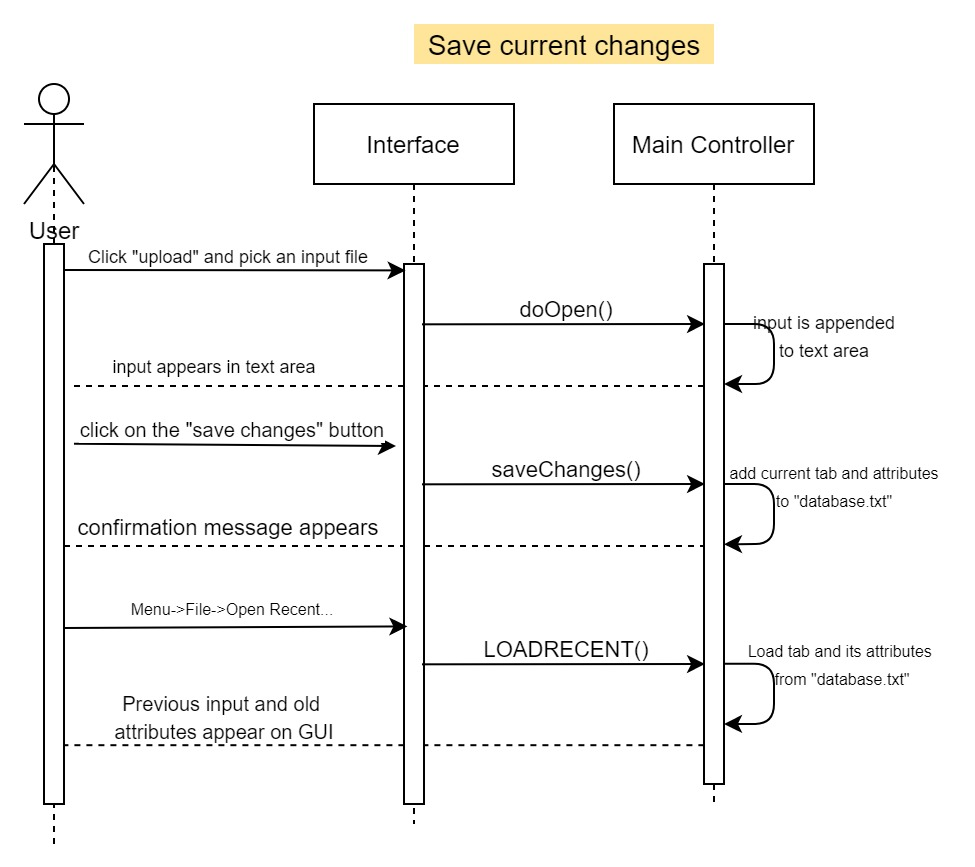 Save current changes
Interface
Main Controller
User
Click "upload" and pick an input file
doOpen()
input is appended
to text area
input appears in text area
click on the "save changes" button
saveChanges()
add current tab and attributes
to "database.txt"
confirmation message appears
Menu->File->Open Recent...
LOADRECENT()
Load tab and its attributes
from "database.txt"
Previous input and old
attributes appear on GUI